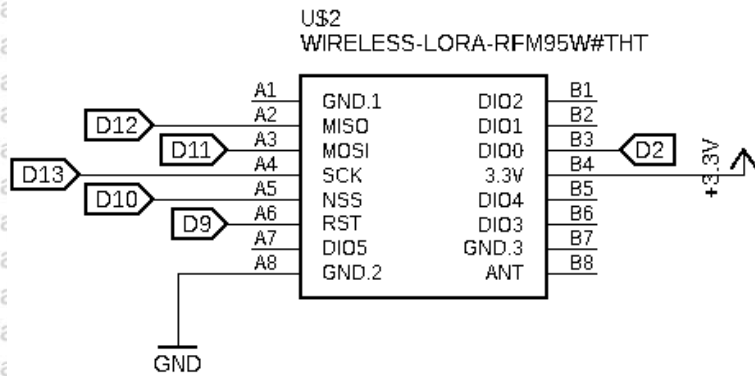 U$2
WIRELESS-LORA-RFM95W#THT
A1 GND.1 DIO2 B1
D12 A2 MISO DIO1 B2
D11 A3 MOSI DIO0 B3 D2
D13 A4 SCK 3.3V B4 +3.3V
D10 A5 NSS DIO4 B5
D9 A6 RST DIO3 B6
A7 DIO5 GND.3 B7
A8 GND.2 ANT B8
GND